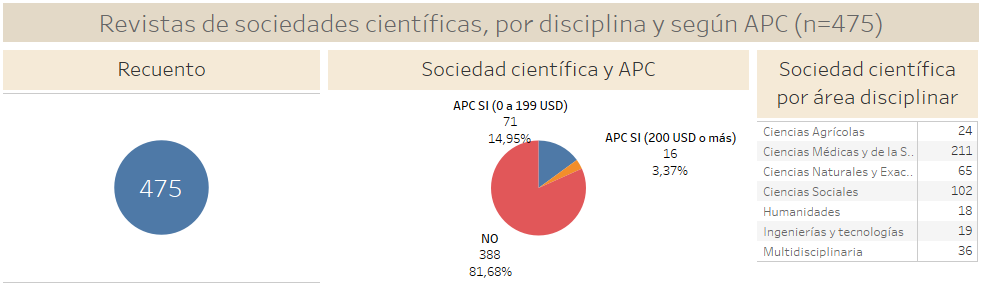 Revistas de sociedades científicas, por disciplina y según APC (n=475)
Recuento
475
Sociedad científica y APC
APC SI (0 a 199 USD)
71
14,95%
APC SI (200 USD o más)
16
3,37%
NO
388
81,68%
Sociedad científica
por área disciplinar
Ciencias Agrícolas 24
Ciencias Médicas y de la S.. 211
Ciencias Naturales y Exac.. 65
Ciencias Sociales 102
Humanidades 18
Ingenierías y tecnologías 19
Multidisciplinaria 36